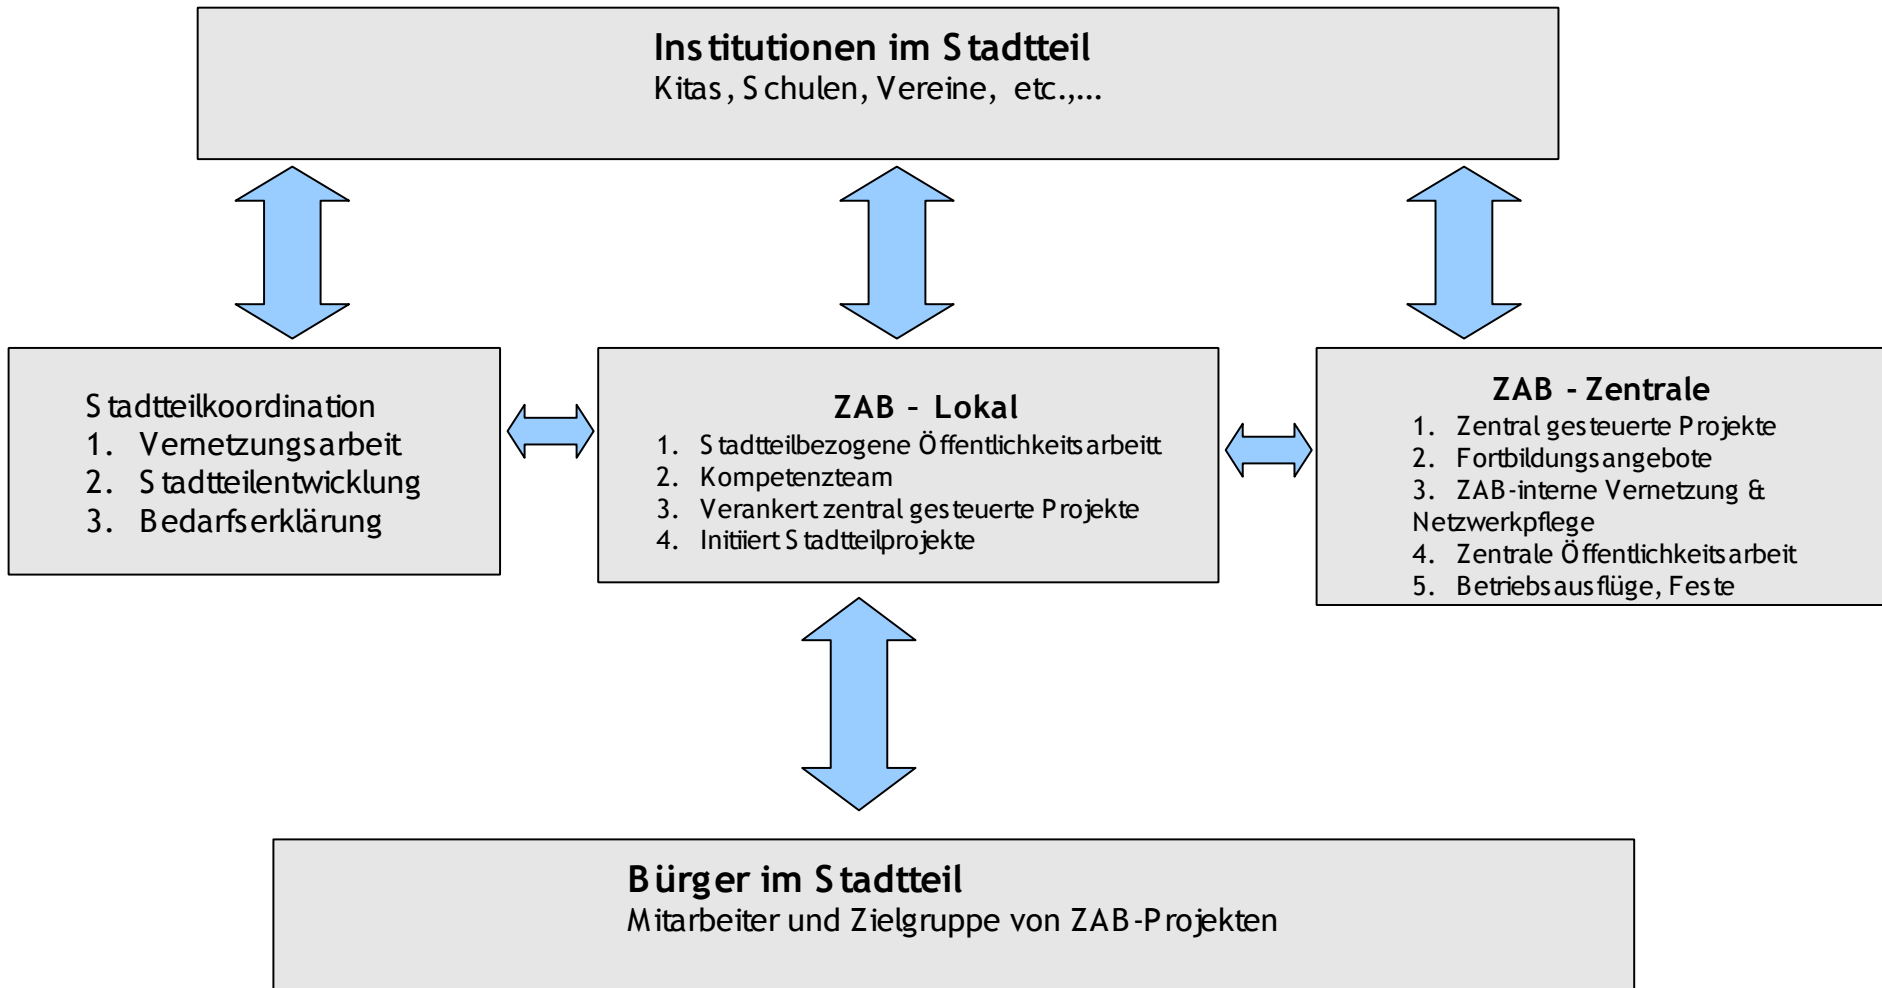 Institutionen im Stadtteil
Kitas, Schulen, Vereine, etc.,...
Stadtteilkoordination
1. Vernetzungsarbeit
2. Stadtteilentwicklung
3. Bedarfserklärung
ZAB – Lokal
1. Stadtteilbezogene Öffentlichkeitsarbeitt
2. Kompetenzteam
3. Verankert zentral gesteuerte Projekte
4. Initiiert Stadtteilprojekte
ZAB - Zentrale
1. Zentral gesteuerte Projekte
2. Fortbildungsangebote
3. ZAB-interne Vernetzung &
Netzwerkpflege
4. Zentrale Öffentlichkeitsarbeit
5. Betriebsausflüge, Feste
Bürger im Stadtteil
Mitarbeiter und Zielgruppe von ZAB-Projekten